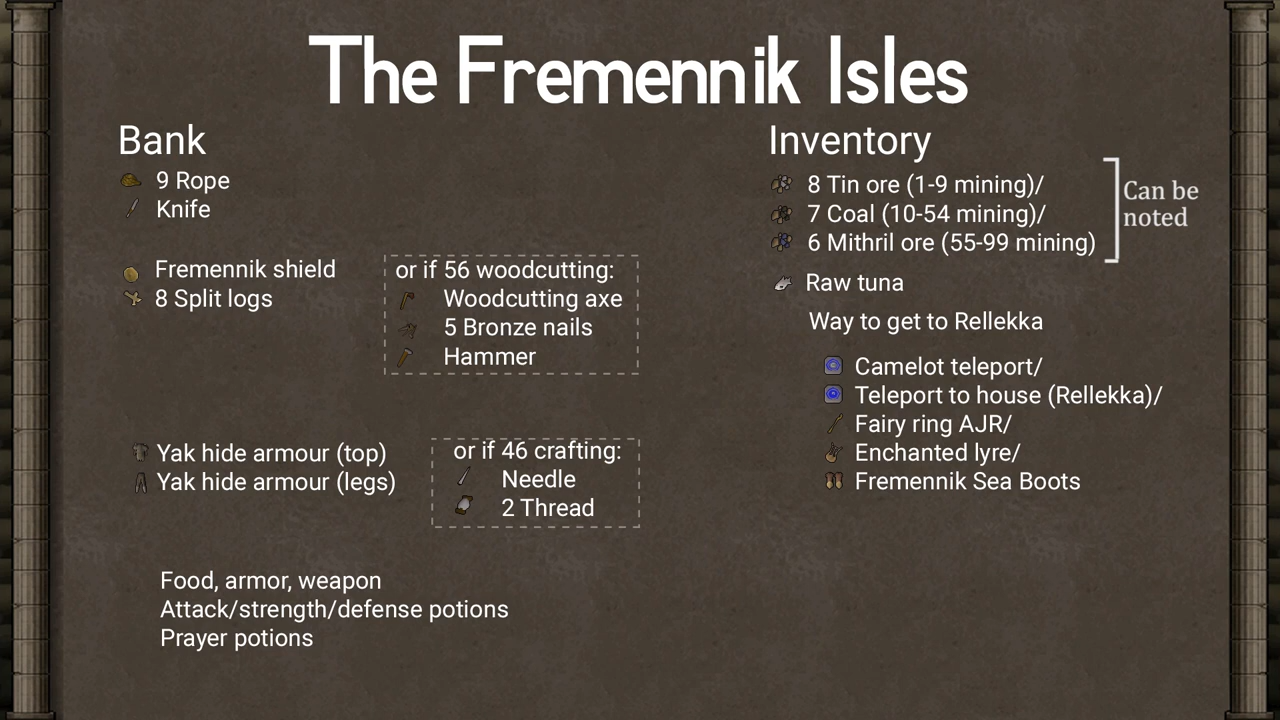 The Fremennik Isles
Bank
9 Rope
Knife
Fremennik shield
8 Split logs
or if 56 woodcutting:
Woodcutting axe
5 Bronze nails
Hammer
Yak hide armour (top)
Yak hide armour (legs)
or if 46 crafting:
Needle
2 Thread
Food, armor, weapon
Attack/strength/defense potions
Prayer potions
Inventory
8 Tin ore (1-9 mining)/
7 Coal (10-54 mining)/
6 Mithril ore (55-99 mining)
Can be
noted
Raw tuna
Way to get to Rellekka
Camelot teleport/
Teleport to house (Rellekka)/
Fairy ring AJR/
Enchanted lyre/
Fremennik Sea Boots